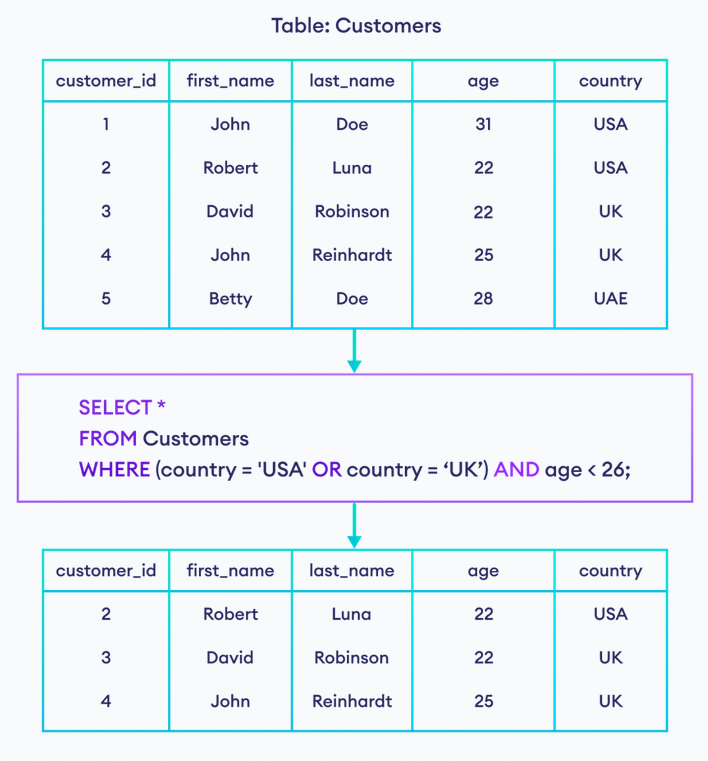 Table: Customers
customer_id first_name last_name age country
1 John Doe 31 USA
2 Robert Luna 22 USA
3 David Robinson 22 UK
4 John Reinhardt 25 UK
5 Betty Doe 28 UAE
SELECT *
FROM Customers
WHERE (country = 'USA' OR country = ‘UK’) AND age < 26;
customer_id first_name last_name age country
2 Robert Luna 22 USA
3 David Robinson 22 UK
4 John Reinhardt 25 UK